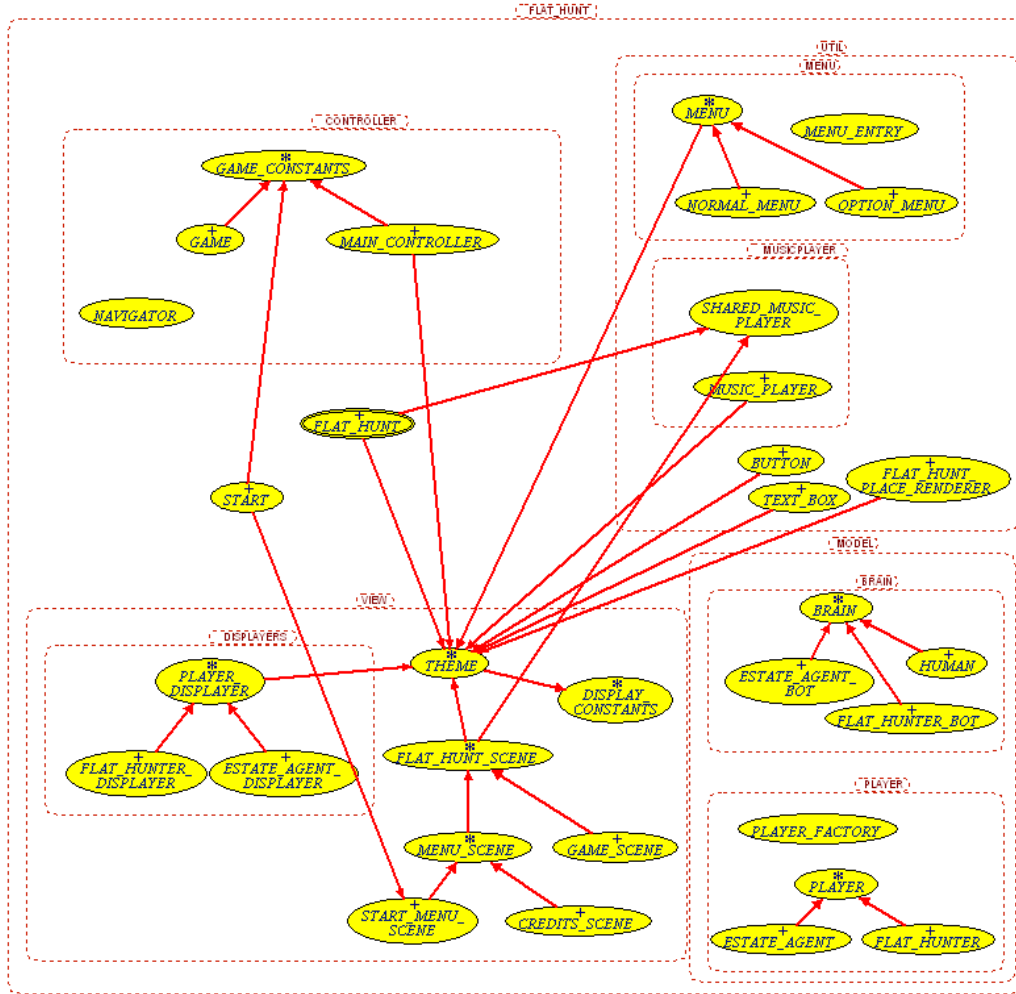 FLAT_HUNT
UTIL
MENU
*
MENU
MENU_ENTRY
+
NORMAL_MENU
+
OPTION_MENU
CONTROLLER
*
GAME_CONSTANTS
+
GAME
+
MAIN_CONTROLLER
NAVIGATOR
MUSICPLAYER
SHARED_MUSIC_
PLAYER
+
MUSIC_PLAYER
+
FLAT_HUNT
+
START
+
BUTTON
+
TEXT_BOX
+
FLAT_HUNT_
PLACE_RENDERER
VIEW
DISPLAYERS
*
PLAYER_
DISPLAYER
+
FLAT_HUNTER_
DISPLAYER
+
ESTATE_AGENT_
DISPLAYER
*
THEME
*
DISPLAY_
CONSTANTS
*
FLAT_HUNT_SCENE
*
MENU_SCENE
+
GAME_SCENE
+
START_MENU_
SCENE
+
CREDITS_SCENE
MODEL
BRAIN
*
BRAIN
+
ESTATE_AGENT_
BOT
+
HUMAN
+
FLAT_HUNTER_BOT
PLAYER
PLAYER_FACTORY
*
PLAYER
+
ESTATE_AGENT
+
FLAT_HUNTER